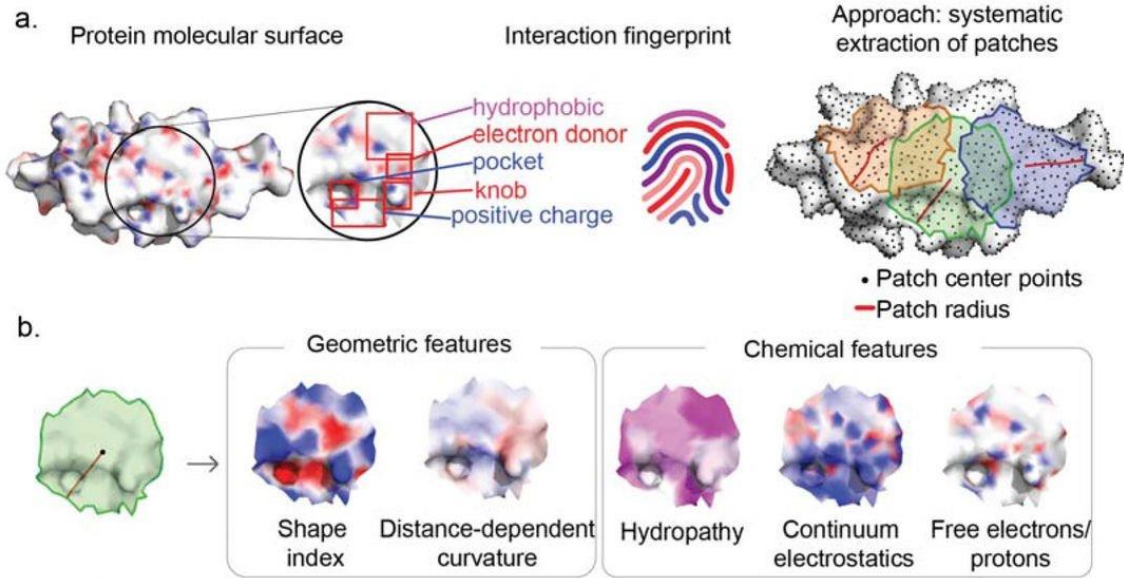 a.
Protein molecular surface
Interaction fingerprint
Approach: systematic
extraction of patches
hydrophobic
electron donor
pocket
knob
positive charge
Patch center points
Patch radius
b.
Geometric features
Chemical features
Shape
index
Distance-dependent
curvature
Hydropathy
Continuum
electrostatics
Free electrons/
protons